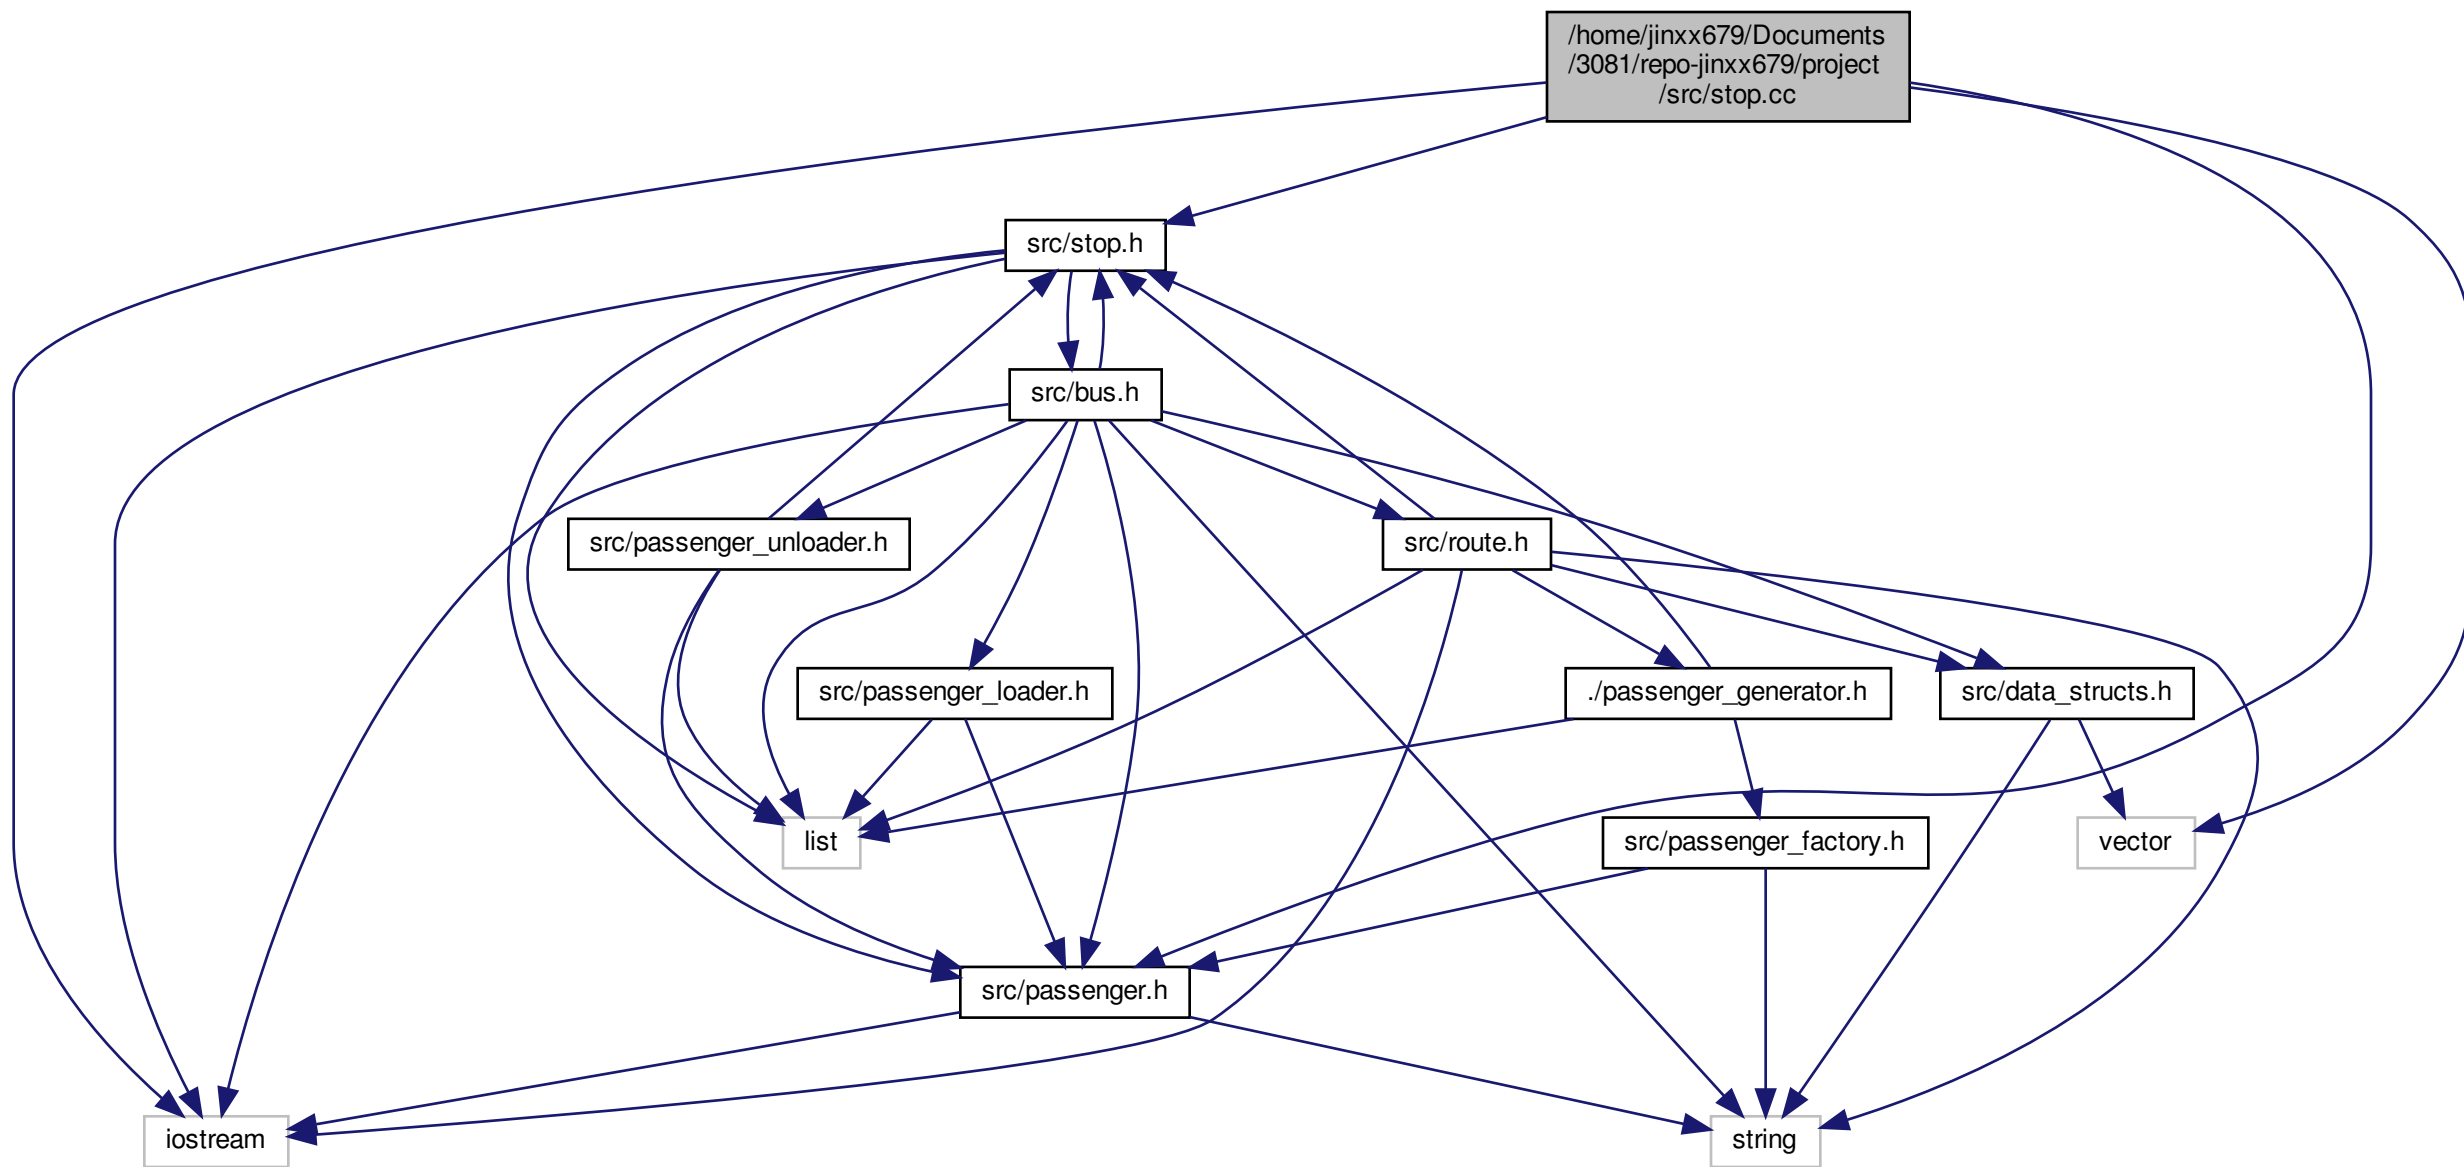 /home/jinxx679/Documents
/3081/repo-jinxx679/project
/src/stop.cc
src/stop.h
src/bus.h
src/passenger_unloader.h
src/route.h
src/passenger_loader.h
./passenger_generator.h
src/data_structs.h
list
src/passenger_factory.h
vector
src/passenger.h
iostream
string